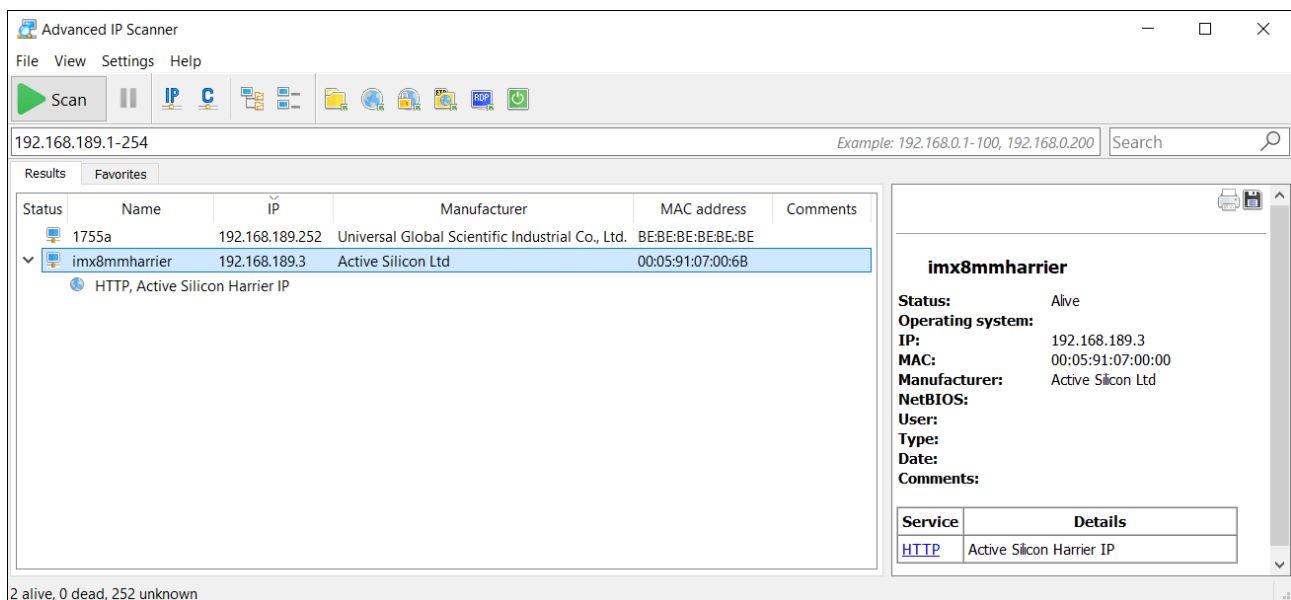 Advanced IP Scanner
File View Settings Help
Scan IP C FTP RDP
192.168.189.1-254 Example: 192.168.0.1-100, 192.168.0.200 Search
Results Favorites
Status Name IP Manufacturer MAC address Comments
1755a 192.168.189.252 Universal Global Scientific Industrial Co., Ltd. BE:BE:BE:BE:BE:BE
imx8mmharrier 192.168.189.3 Active Silicon Ltd 00:05:91:07:00:6B
HTTP, Active Silicon Harrier IP
imx8mmharrier
Status: Alive
Operating system:
IP: 192.168.189.3
MAC: 00:05:91:07:00:00
Manufacturer: Active Silicon Ltd
NetBIOS:
User:
Type:
Date:
Comments:
Service Details
HTTP Active Silicon Harrier IP
2 alive, 0 dead, 252 unknown